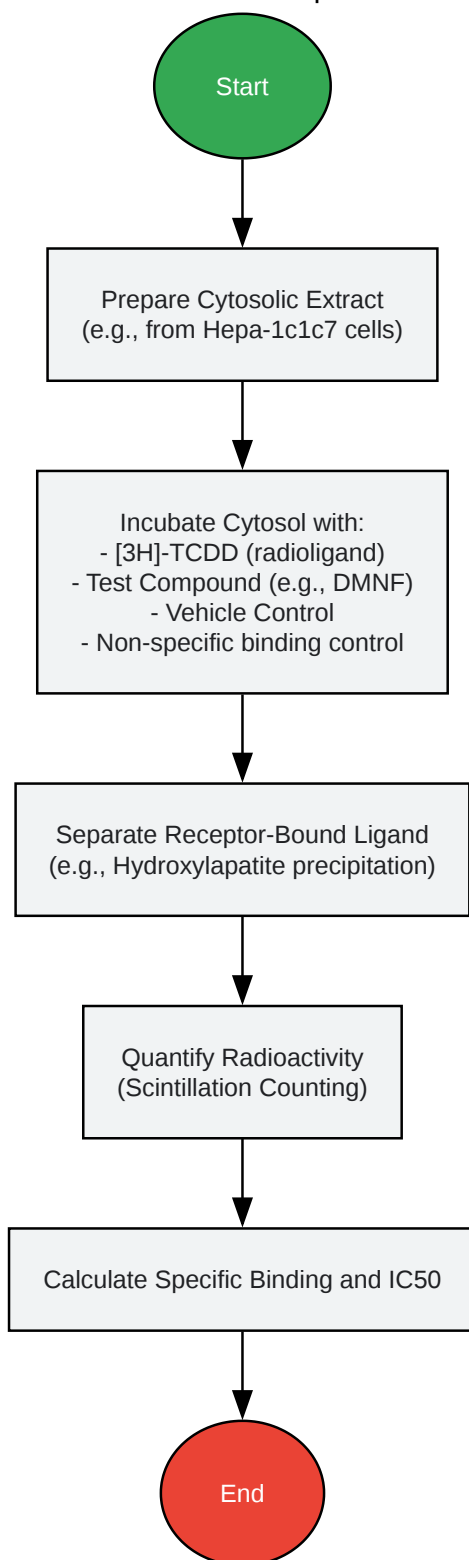 Start
Prepare Cytosolic Extract
(e.g., from Hepa-1c1c7 cells)
Incubate Cytosol with:
- [3H]-TCDD (radioligand)
- Test Compound (e.g., DMNF)
- Vehicle Control
- Non-specific binding control
Separate Receptor-Bound Ligand
(e.g., Hydroxylapatite precipitation)
Quantify Radioactivity
(Scintillation Counting)
Calculate Specific Binding and IC50
End